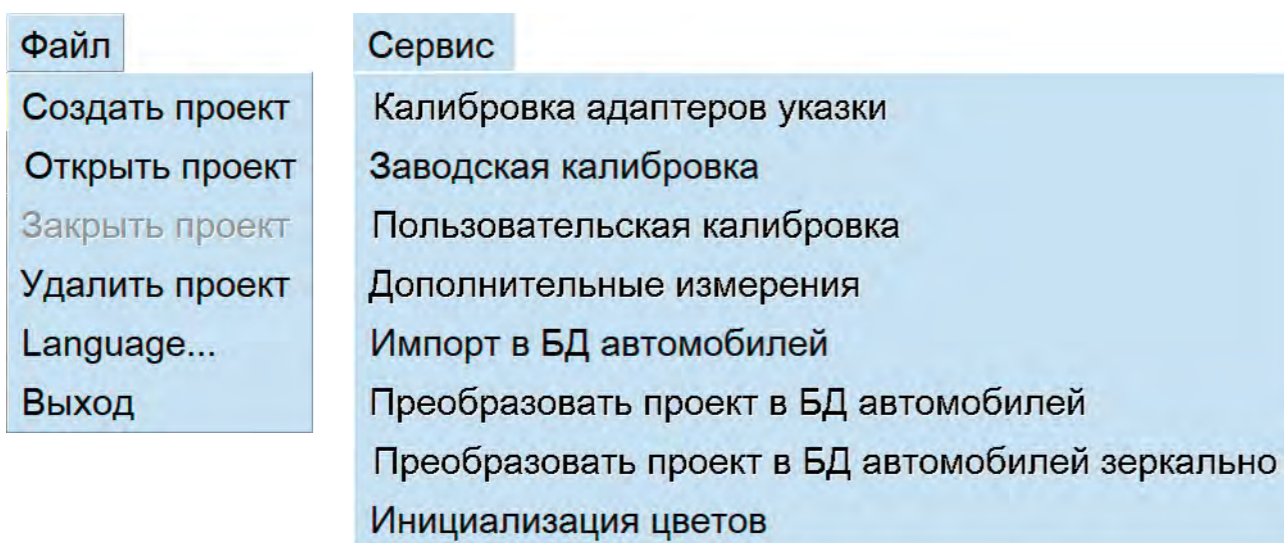 Файл
Создать проект
Открыть проект
Закрыть проект
Удалить проект
Language...
Выход
Сервис
Калибровка адаптеров указки
Заводская калибровка
Пользовательская калибровка
Дополнительные измерения
Импорт в БД автомобилей
Преобразовать проект в БД автомобилей
Преобразовать проект в БД автомобилей зеркально
Инициализация цветов